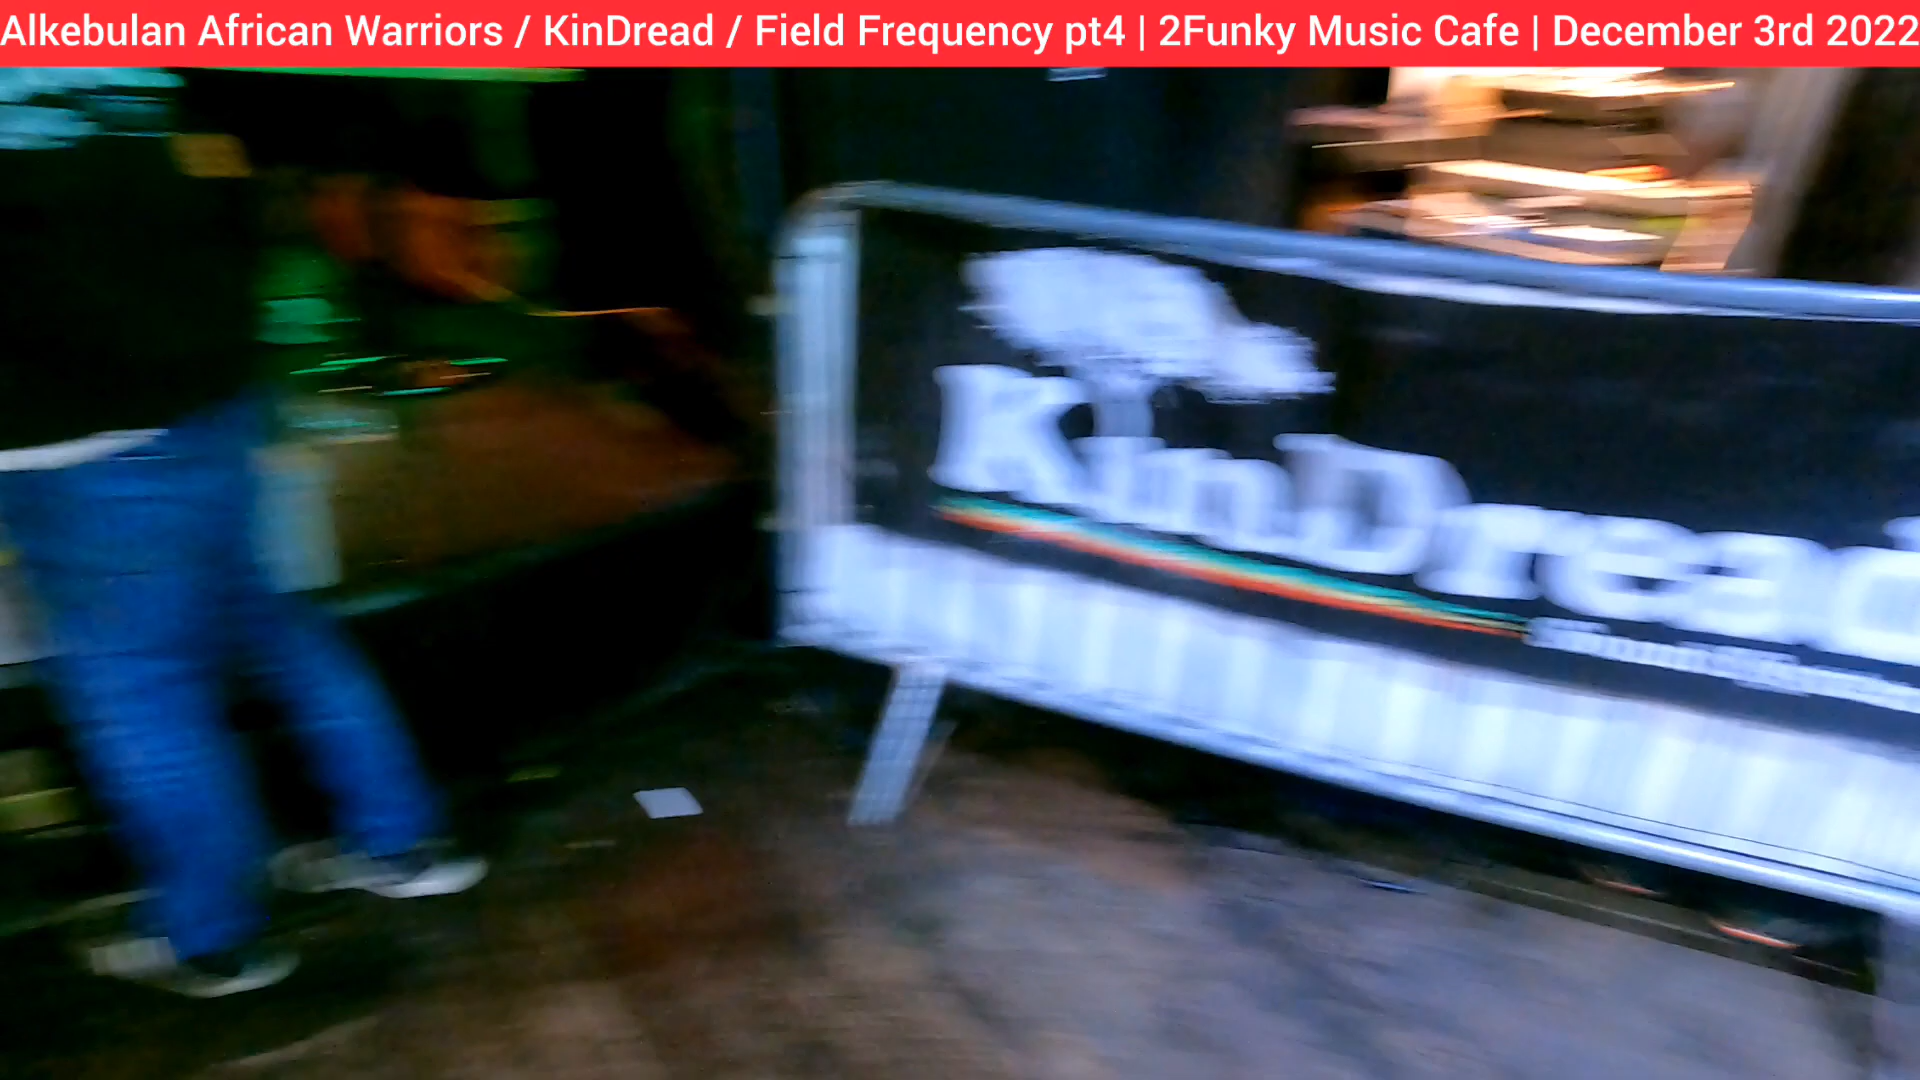 Alkebulan African Warriors / KinDread / Field Frequency pt4 | 2Funky Music Cafe | December 3rd 2022
KinDread